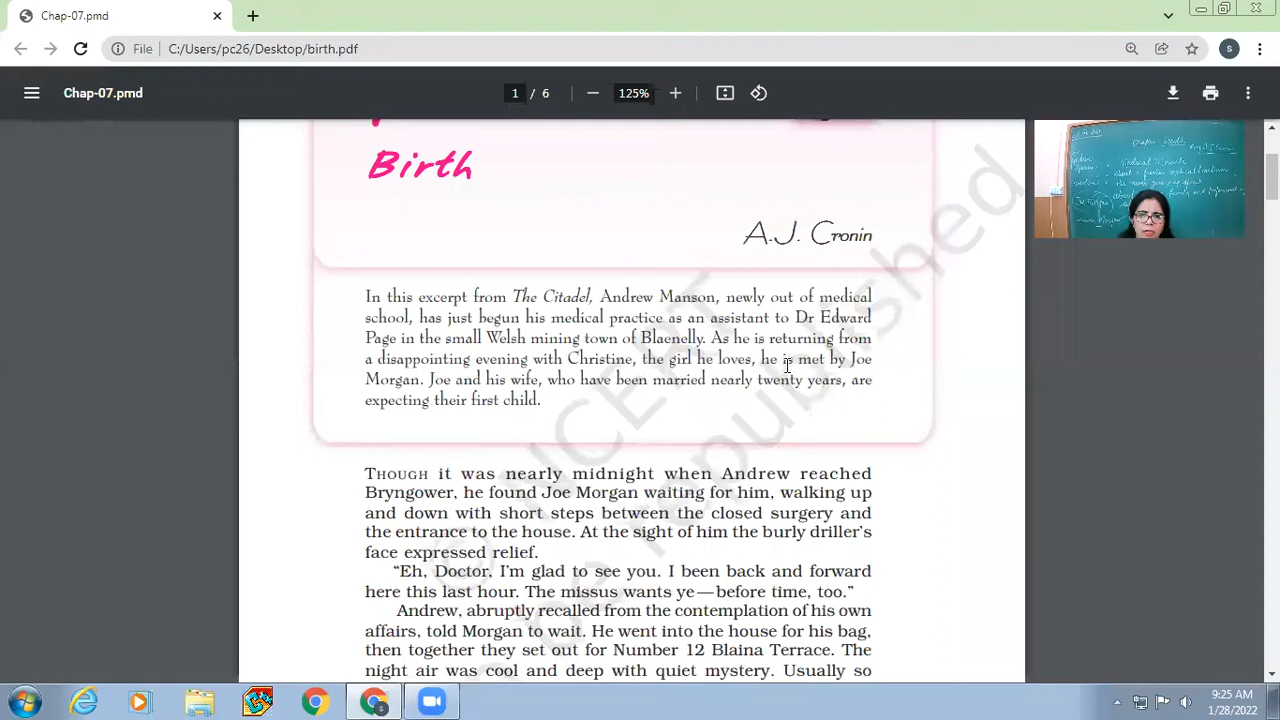 Chap-07.pmd
File
C:/Users/pc26/Desktop/birth.pdf
S
Chap-07.pmd
1 / 6
125%
Birth
A.J. Cronin
In this excerpt from The Citadel, Andrew Manson, newly out of medical
school, has just begun his medical practice as an assistant to Dr Edward
Page in the small Welsh mining town of Blaenelly. As he is returning from
a disappointing evening with Christine, the girl he loves, he is met by Joe
Morgan. Joe and his wife, who have been married nearly twenty years, are
expecting their first child.
THOUGH it was nearly midnight when Andrew reached
Bryngower, he found Joe Morgan waiting for him, walking up
and down with short steps between the closed surgery and
the entrance to the house. At the sight of him the burly driller's
face expressed relief.
“Eh, Doctor, I'm glad to see you. I been back and forward
here this last hour. The missus wants ye—before time, too.”
Andrew, abruptly recalled from the contemplation of his own
affairs, told Morgan to wait. He went into the house for his bag,
then together they set out for Number 12 Blaina Terrace. The
night air was cool and deep with quiet mystery. Usually so
© NCERT
be republished
Medical Miracle
9:25 AM
1/28/2022